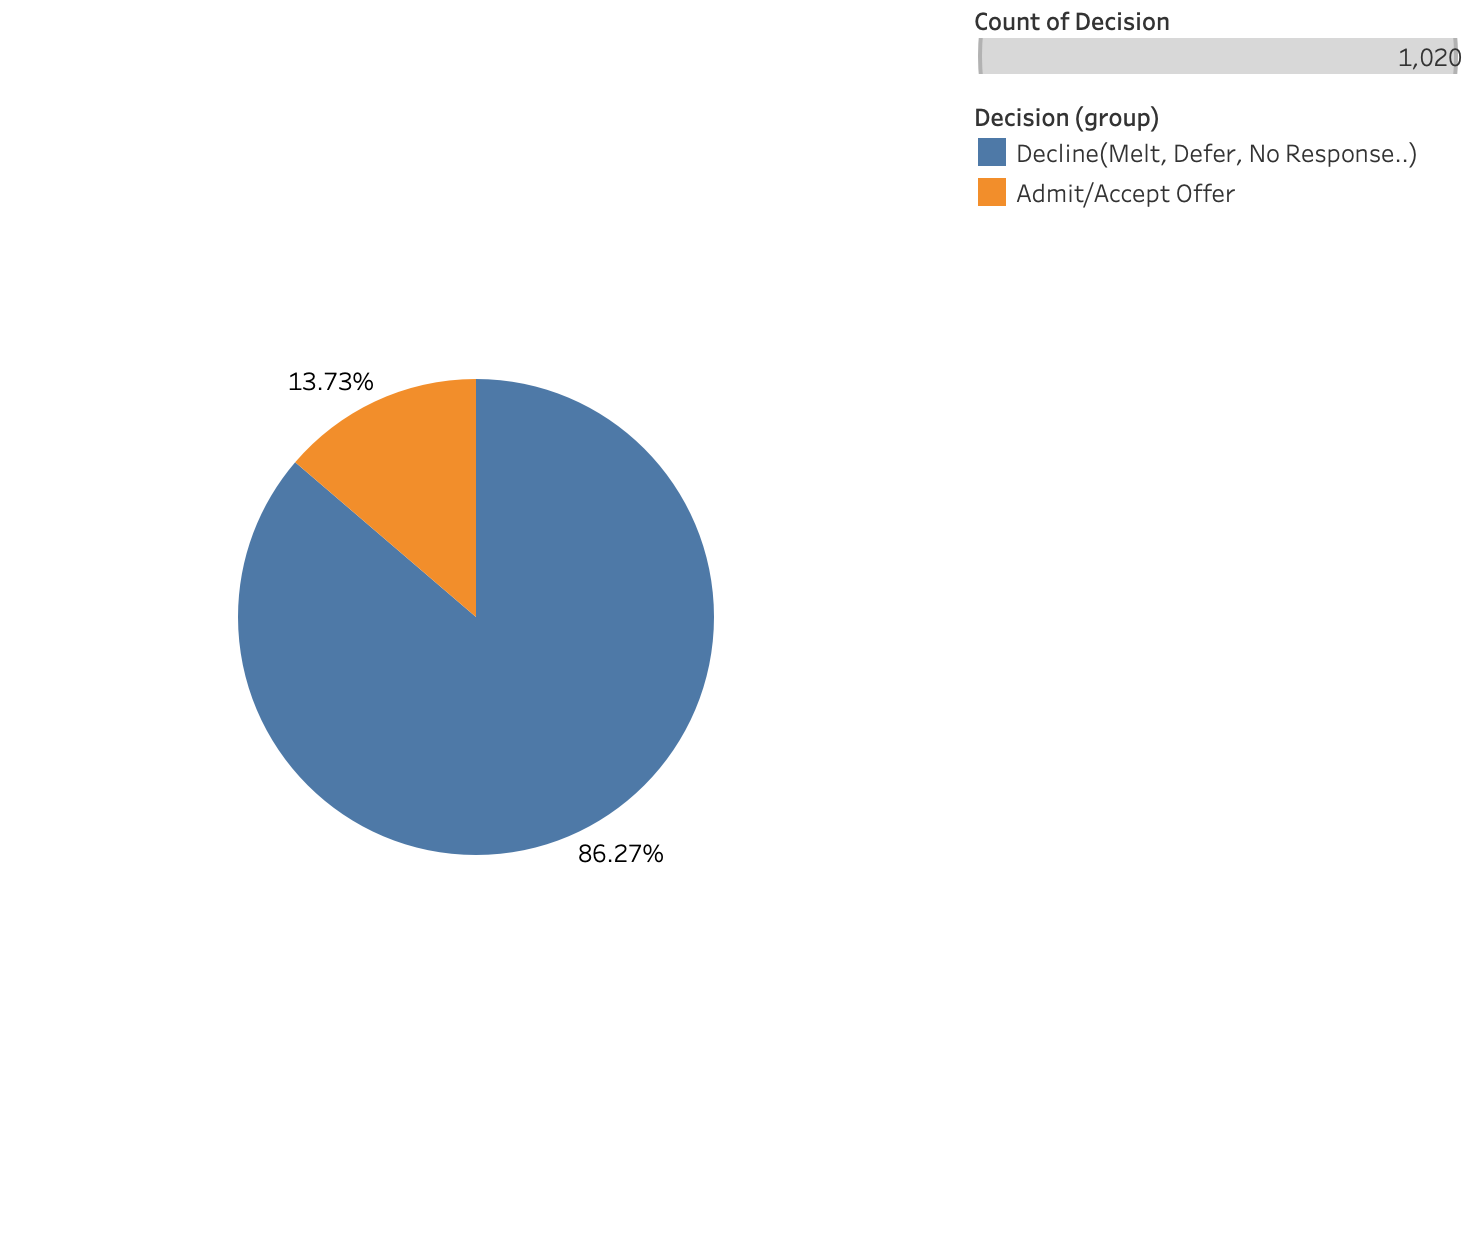 Count of Decision
1,020
Decision (group)
Decline(Melt, Defer, No Response..)
Admit/Accept Offer
13.73%
86.27%